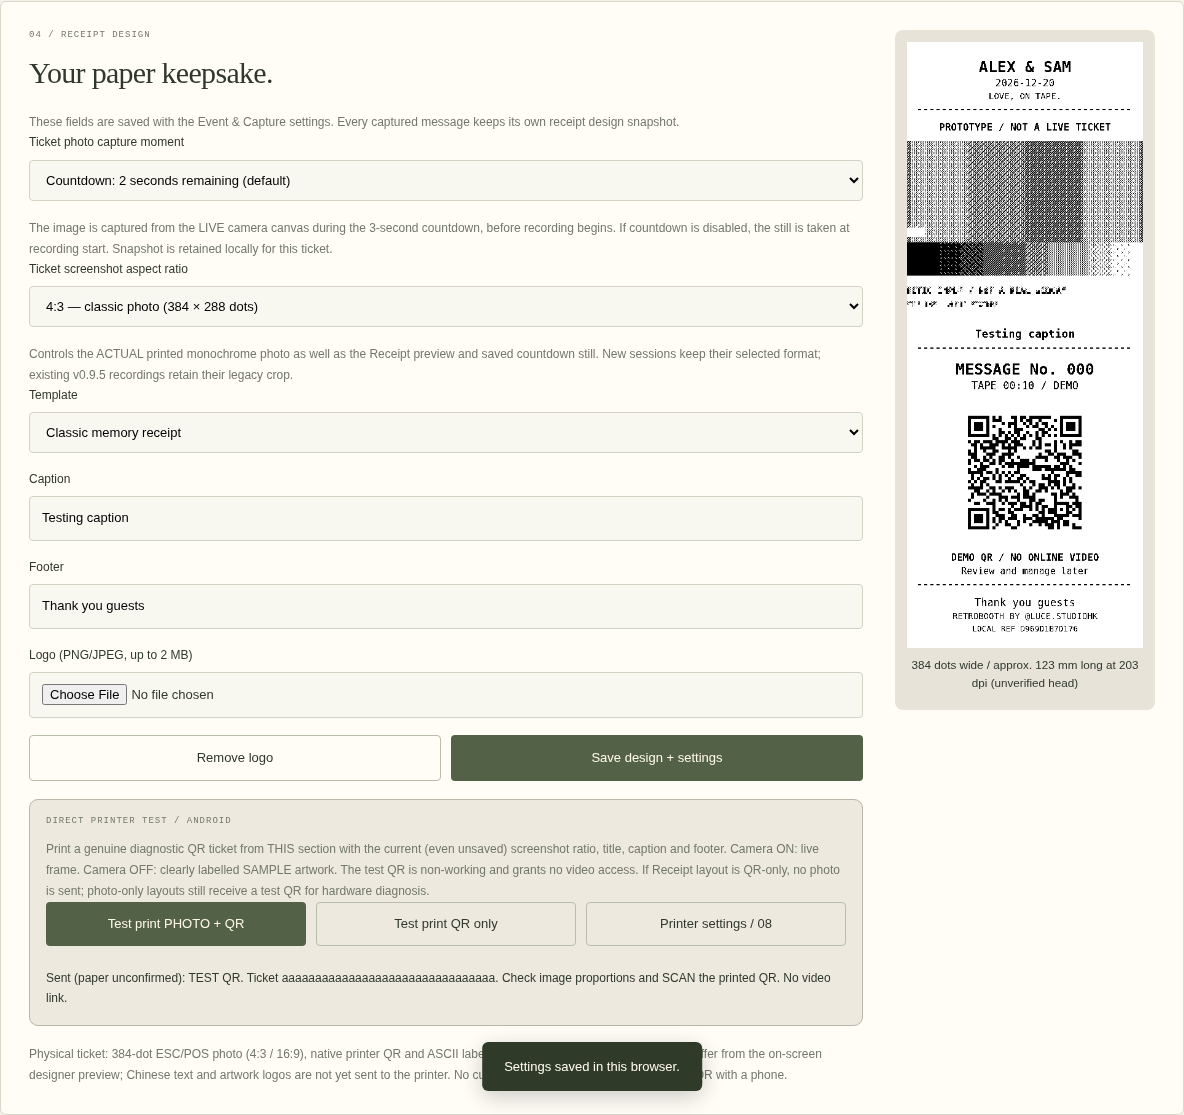 04 / RECEIPT DESIGN
Your paper keepsake.
These fields are saved with the Event & Capture settings. Every captured message keeps its own receipt design snapshot.
Ticket photo capture moment
Countdown: 2 seconds remaining (default)
The image is captured from the LIVE camera canvas during the 3-second countdown, before recording begins. If countdown is disabled, the still is taken at
recording start. Snapshot is retained locally for this ticket.
Ticket screenshot aspect ratio
4:3 — classic photo (384 × 288 dots)
Controls the ACTUAL printed monochrome photo as well as the Receipt preview and saved countdown still. New sessions keep their selected format;
existing v0.9.5 recordings retain their legacy crop.
Template
Classic memory receipt
Caption
Testing caption
Footer
Thank you guests
Logo (PNG/JPEG, up to 2 MB)
Choose File No file chosen
Remove logo
Save design + settings
DIRECT PRINTER TEST / ANDROID
Print a genuine diagnostic QR ticket from THIS section with the current (even unsaved) screenshot ratio, title, caption and footer. Camera ON: live
frame. Camera OFF: clearly labelled SAMPLE artwork. The test QR is non-working and grants no video access. If Receipt layout is QR-only, no photo
is sent; photo-only layouts still receive a test QR for hardware diagnosis.
Test print PHOTO + QR
Test print QR only
Printer settings / 08
Sent (paper unconfirmed): TEST QR. Ticket aaaaaaaaaaaaaaaaaaaaaaaaaaaaaaaa. Check image proportions and SCAN the printed QR. No video
link.
Physical ticket: 384-dot ESC/POS photo (4:3 / 16:9), native printer QR and ASCII
from the on-screen
designer preview; Chinese text and artwork logos are not yet sent to the printer. No
with a phone.
Settings saved in this browser.
ALEX & SAM
2026-12-20
LOVE, ON TAPE.
PROTOTYPE / NOT A LIVE TICKET
Testing caption
MESSAGE No. 000
TAPE 00:10 / DEMO
DEMO QR / NO ONLINE VIDEO
Review and manage later
Thank you guests
RETROBOOTH BY @LUCE.STUDIOHK
LOCAL REF D969D1B7D176
384 dots wide / approx. 123 mm long at 203
dpi (unverified head)